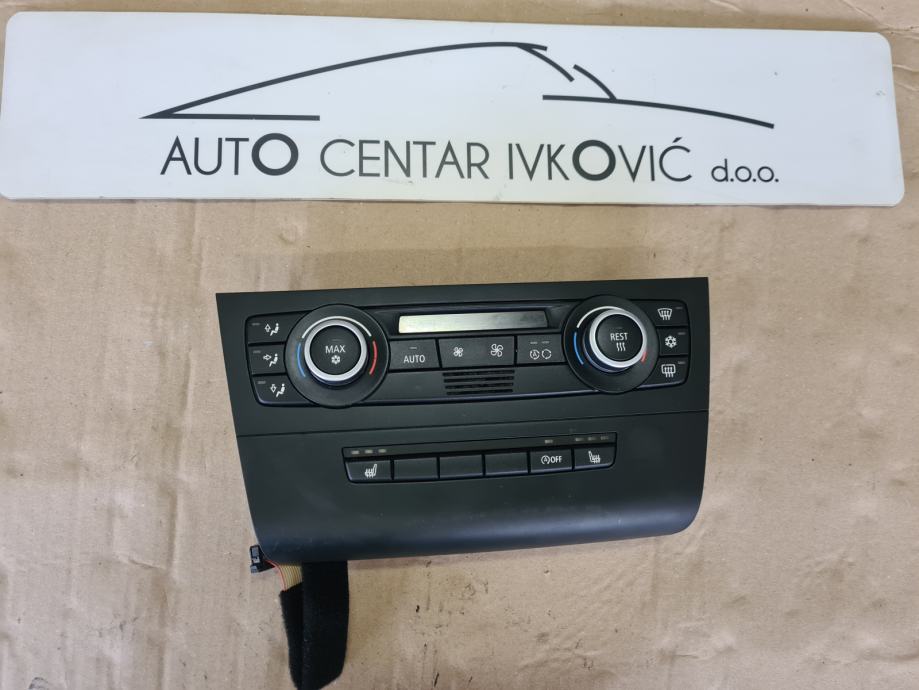 AUTO CENTAR IVKOVIĆ d.o.o.
MAX
AUTO
REST
OFF